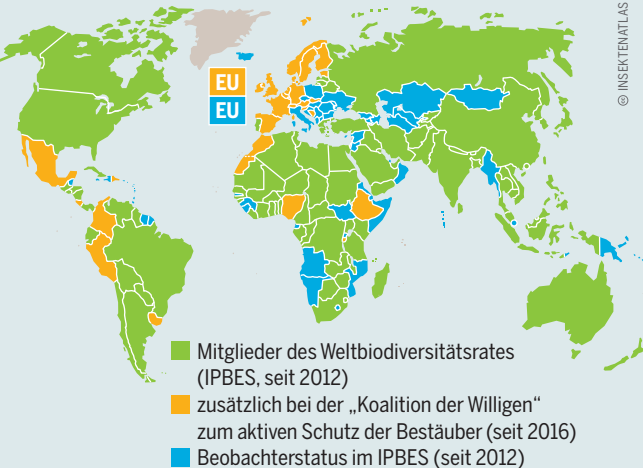 © INSEKTENATLAS
EU
EU
Mitglieder des Weltbiodiversitätsrates
(IPBES, seit 2012)
zusätzlich bei der „Koalition der Willigen“
zum aktiven Schutz der Bestäuber (seit 2016)
Beobachterstatus im IPBES (seit 2012)